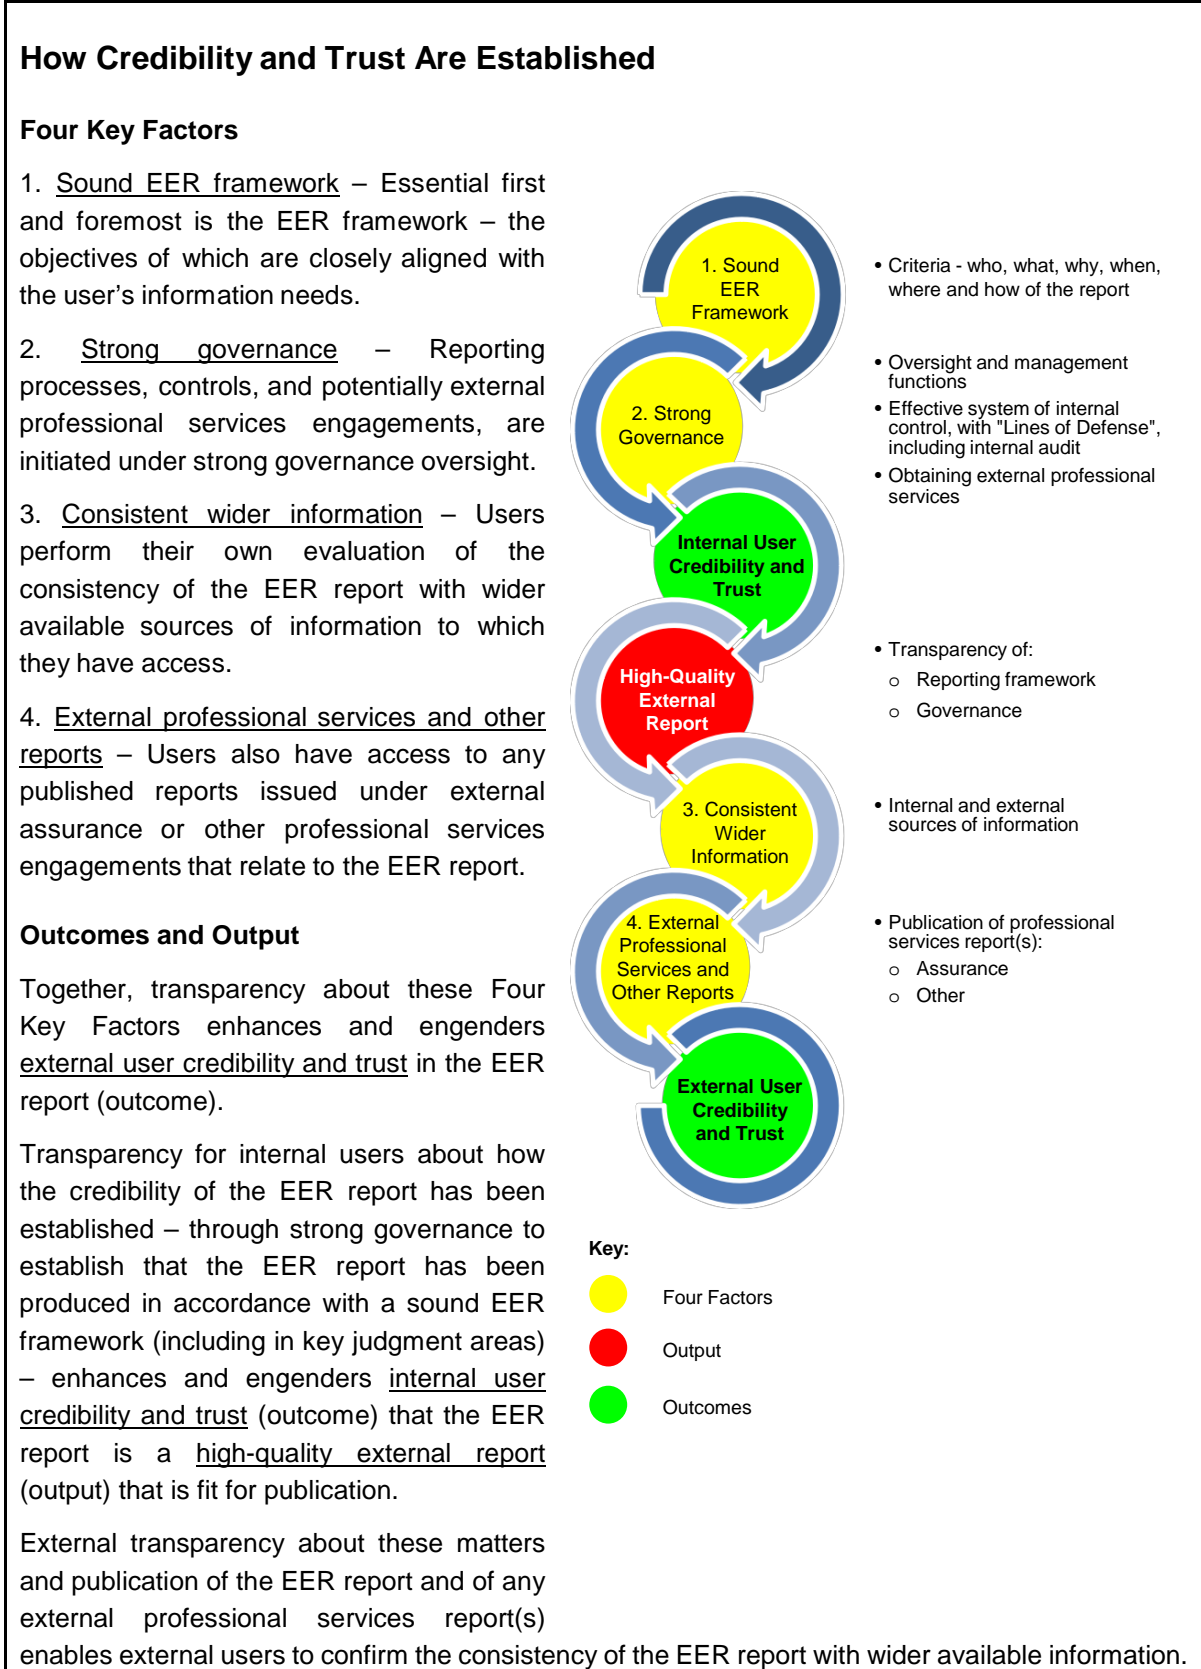 How Credibility and Trust Are Established
Four Key Factors
1. Sound EER framework – Essential first
and foremost is the EER framework – the
objectives of which are closely aligned with
the user's information needs.
2. Strong governance – Reporting
processes, controls, and potentially external
professional services engagements, are
initiated under strong governance oversight.
3. Consistent wider information – Users
perform their own evaluation of the
consistency of the EER report with wider
available sources of information to which
they have access.
4. External professional services and other
reports – Users also have access to any
published reports issued under external
assurance or other professional services
engagements that relate to the EER report.
Outcomes and Output
Together, transparency about these Four
Key Factors enhances and engenders
external user credibility and trust in the EER
report (outcome).
Transparency for internal users about how
the credibility of the EER report has been
established – through strong governance to
establish that the EER report has been
produced in accordance with a sound EER
framework (including in key judgment areas)
– enhances and engenders internal user
credibility and trust (outcome) that the EER
report is a high-quality external report
(output) that is fit for publication.
External transparency about these matters
and publication of the EER report and of any
external professional services report(s)
enables external users to confirm the consistency of the EER report with wider available information.
1. Sound
EER
Framework
2. Strong
Governance
Internal User
Credibility and
Trust
High-Quality
External
Report
3. Consistent
Wider
Information
4. External
Professional
Services and
Other Reports
External User
Credibility
and Trust
• Criteria - who, what, why, when,
where and how of the report
• Oversight and management
functions
• Effective system of internal
control, with "Lines of Defense",
including internal audit
• Obtaining external professional
services
• Transparency of:
o Reporting framework
o Governance
• Internal and external
sources of information
• Publication of professional
services report(s):
o Assurance
o Other
Key:
Four Factors
Output
Outcomes